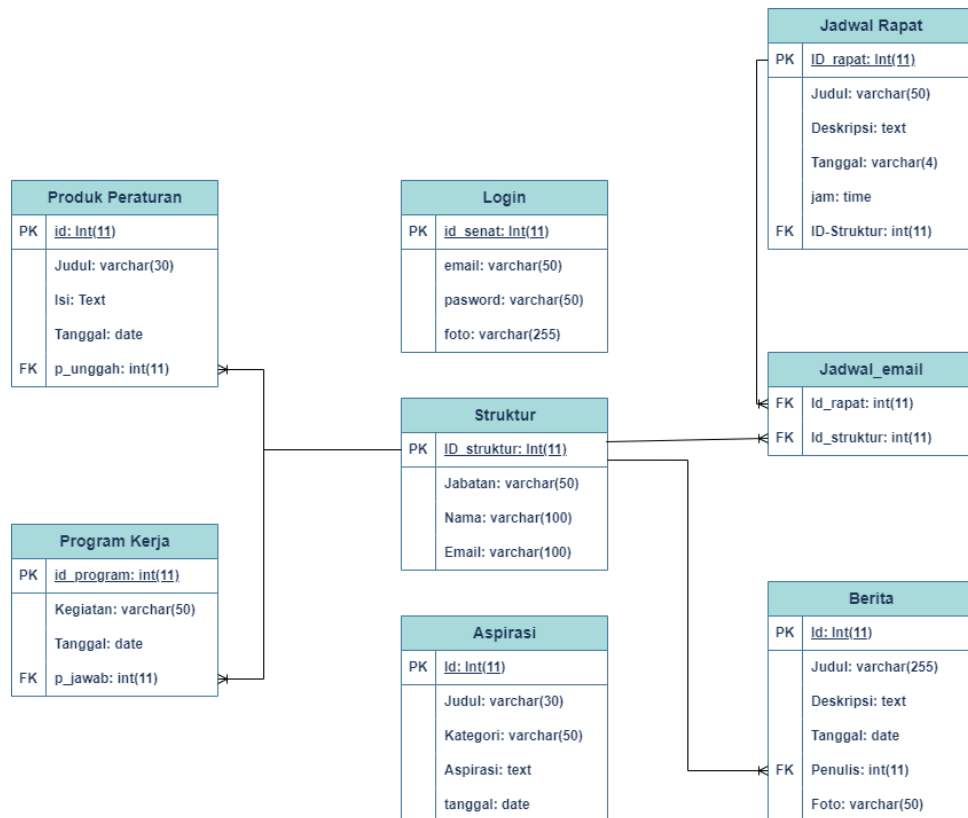 Jadwal Rapat
PK ID_rapat: Int(11)
Judul: varchar(50)
Deskripsi: text
Tanggal: varchar(4)
jam: time
FK ID-Struktur: int(11)
Produk Peraturan
PK id: Int(11)
Judul: varchar(30)
Isi: Text
Tanggal: date
FK p_unggah: int(11)
Login
PK id_senat: Int(11)
email: varchar(50)
pasword: varchar(50)
foto: varchar(255)
Jadwal_email
FK Id_rapat: int(11)
FK Id_struktur: int(11)
Struktur
PK ID_struktur: Int(11)
Jabatan: varchar(50)
Nama: varchar(100)
Email: varchar(100)
Program Kerja
PK id_program: int(11)
Kegiatan: varchar(50)
Tanggal: date
FK p_jawab: int(11)
Aspirasi
PK Id: Int(11)
Judul: varchar(30)
Kategori: varchar(50)
Aspirasi: text
tanggal: date
Berita
PK Id: Int(11)
Judul: varchar(255)
Deskripsi: text
Tanggal: date
FK Penulis: int(11)
Foto: varchar(50)